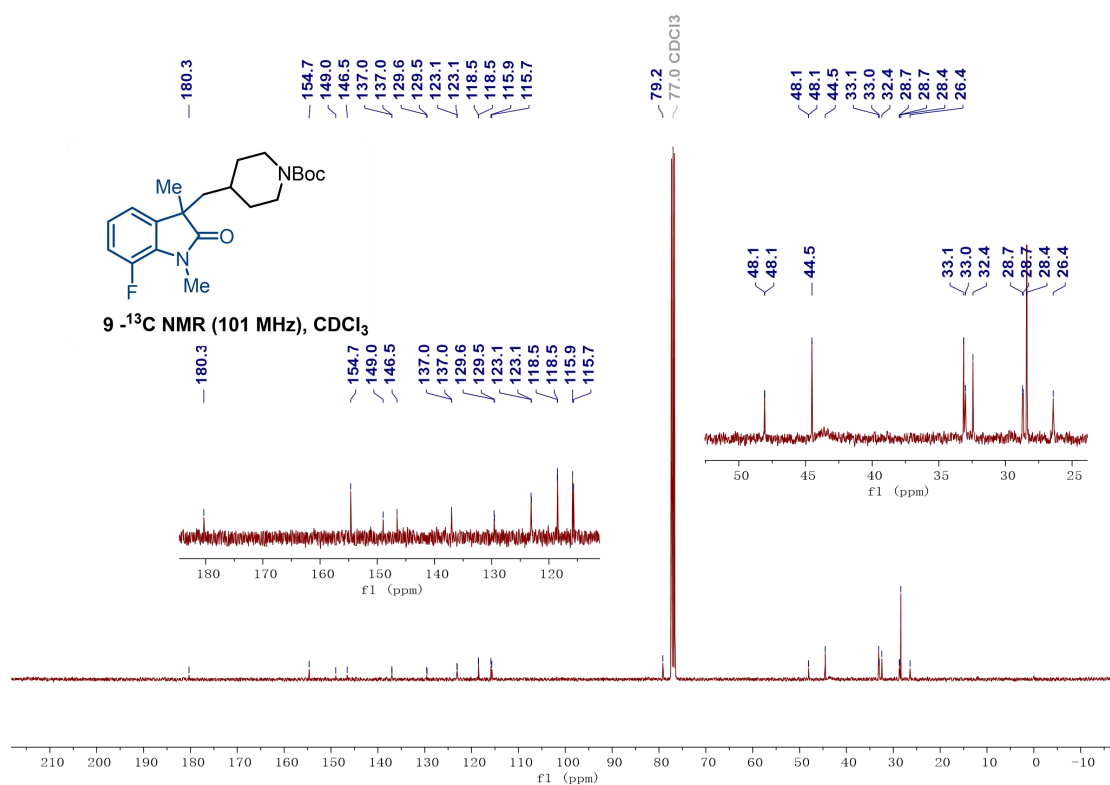 180.3 154.7 149.0 146.5 137.0 137.0 129.6 129.5 123.1 123.1 118.5 118.5 115.9 115.7 79.2 77.0 CDCl3 48.1 48.1 44.5 33.1 33.0 32.4 28.7 28.7 28.4 26.4
Me
NBoc
O
N
F
Me
9 -¹³C NMR (101 MHz), CDCl₃
48.1 48.1 44.5 33.1 33.0 32.4 28.7 28.7 28.4 26.4
50 45 40 35 30 25
f1 (ppm)
180.3 154.7 149.0 146.5 137.0 137.0 129.6 129.5 123.1 123.1 118.5 118.5 115.9 115.7
180 170 160 150 140 130 120
f1 (ppm)
210 200 190 180 170 160 150 140 130 120 110 100 90 80 70 60 50 40 30 20 10 0 -10
f1 (ppm)